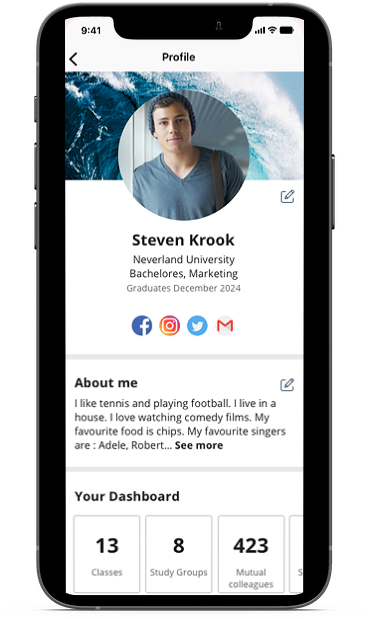 9:41
Profile
Steven Krook
Neverland University
Bachelores, Marketing
Graduates December 2024
About me
I like tennis and playing football. I live in a
house. I love watching comedy films. My
favourite food is chips. My favourite singers
are : Adele, Robert... See more
Your Dashboard
13 8 423
Classes Study Groups Mutual
colleagues S